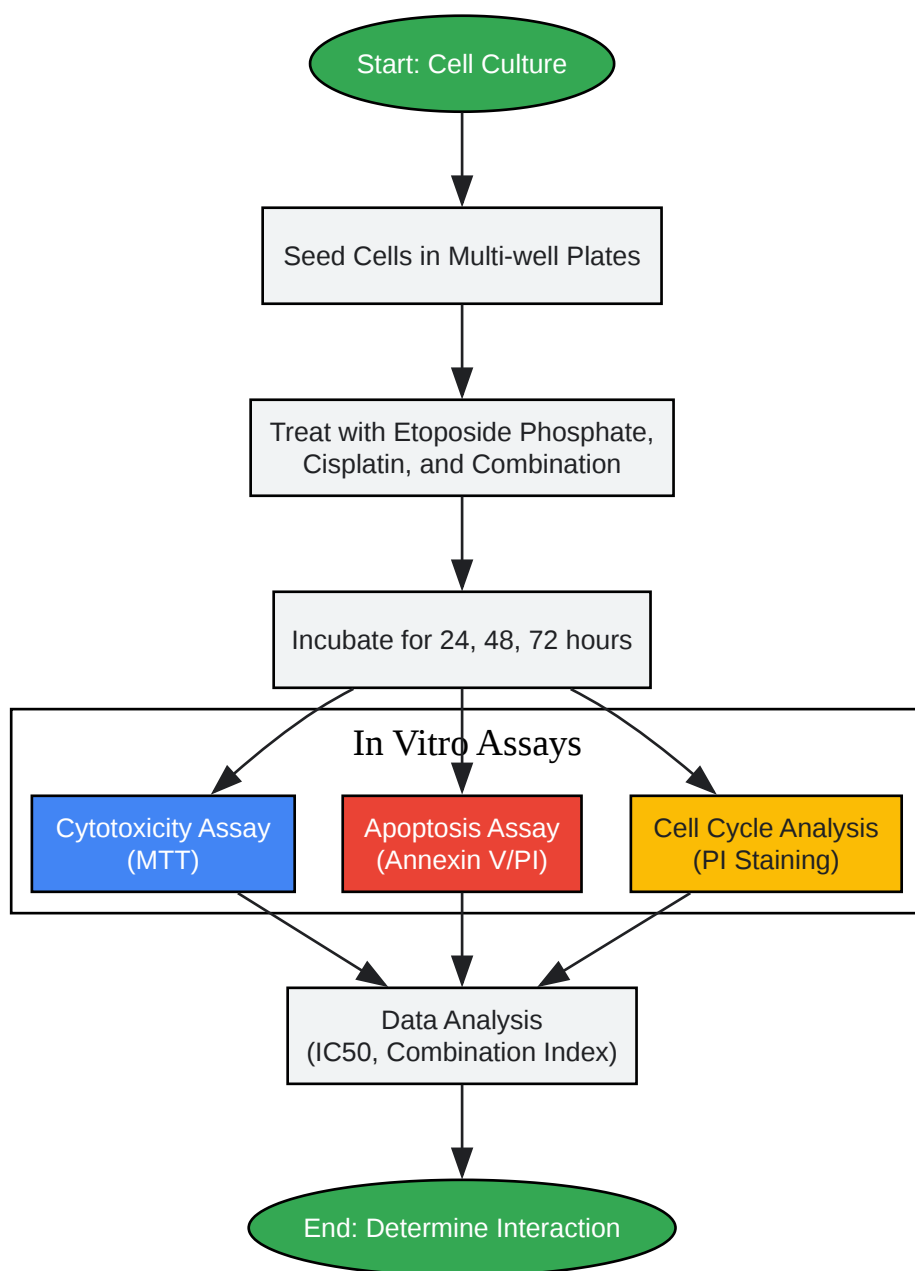 Start: Cell Culture
Seed Cells in Multi-well Plates
Treat with Etoposide Phosphate,
Cisplatin, and Combination
Incubate for 24, 48, 72 hours
In Vitro Assays
Cytotoxicity Assay
(MTT)
Apoptosis Assay
(Annexin V/PI)
Cell Cycle Analysis
(PI Staining)
Data Analysis
(IC50, Combination Index)
End: Determine Interaction